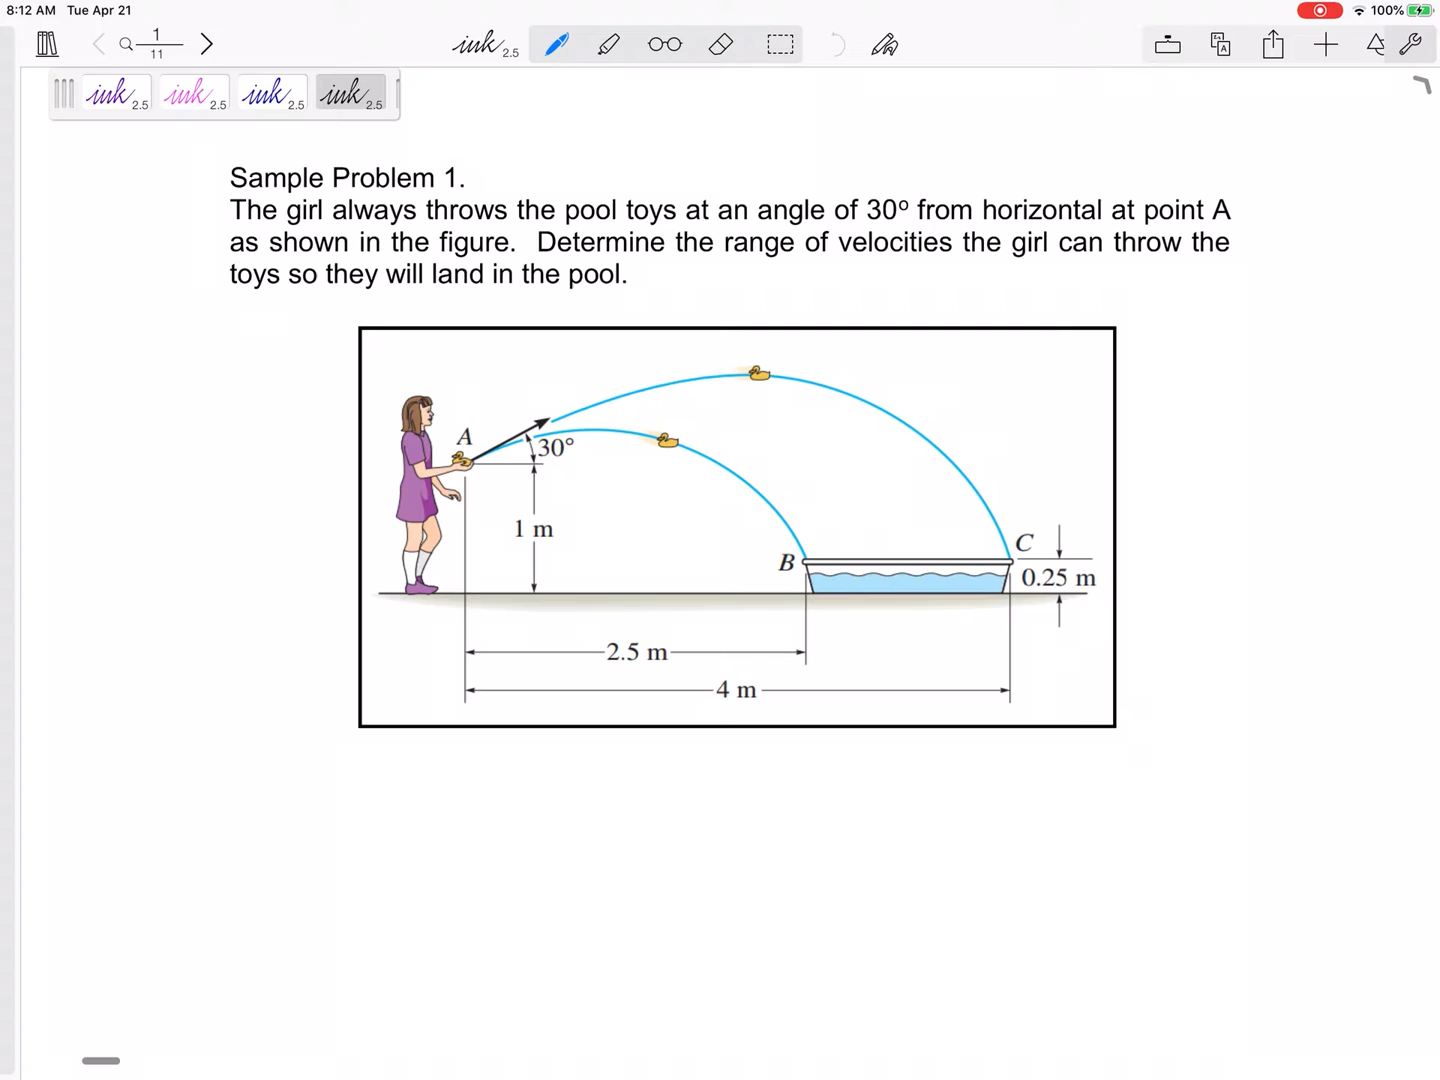 8:12 AM Tue Apr 21
100%
1
11
ink 2.5
ink 2.5
ink 2.5
ink 2.5
ink 2.5
Sample Problem 1.
The girl always throws the pool toys at an angle of 30º from horizontal at point A
as shown in the figure. Determine the range of velocities the girl can throw the
toys so they will land in the pool.
A
30°
1 m
B
C
0.25 m
2.5 m
4 m